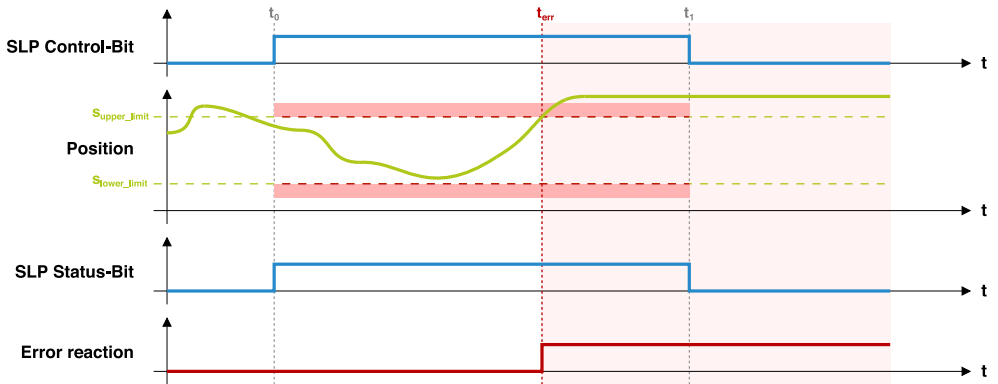 t0 terr t1
SLP Control-Bit t
supper_limit
Position
slower_limit
t
SLP Status-Bit t
Error reaction t